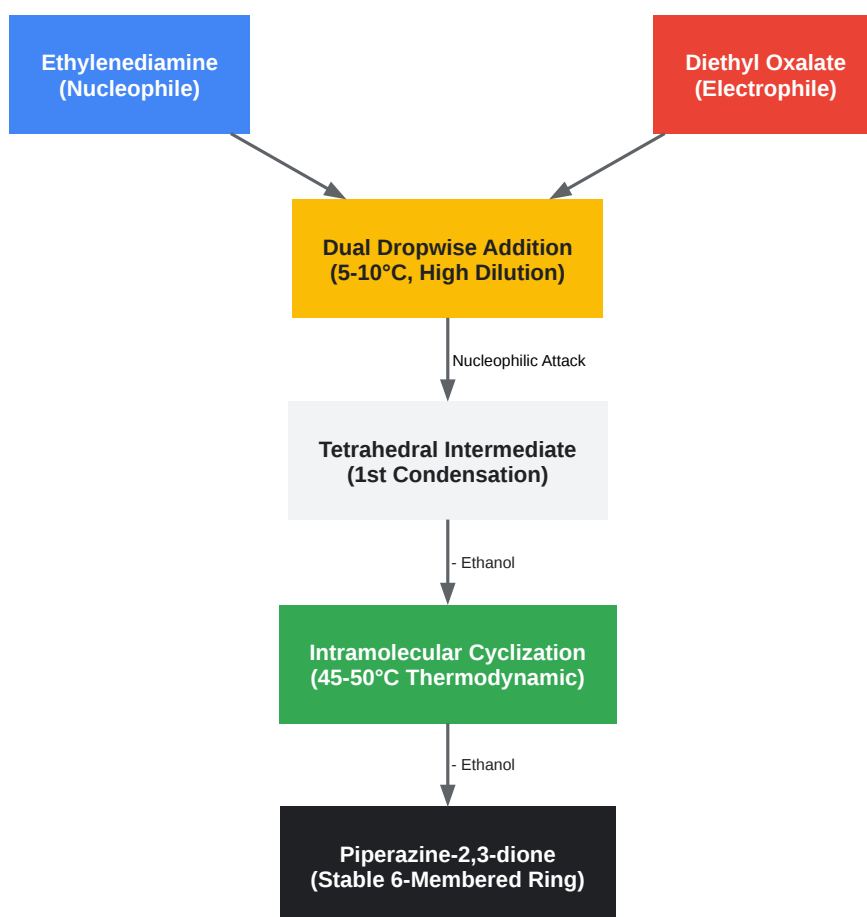 Ethylenediamine
(Nucleophile)
Diethyl Oxalate
(Electrophile)
Dual Dropwise Addition
(5-10°C, High Dilution)
Nucleophilic Attack
Tetrahedral Intermediate
(1st Condensation)
- Ethanol
Intramolecular Cyclization
(45-50°C Thermodynamic)
- Ethanol
Piperazine-2,3-dione
(Stable 6-Membered Ring)